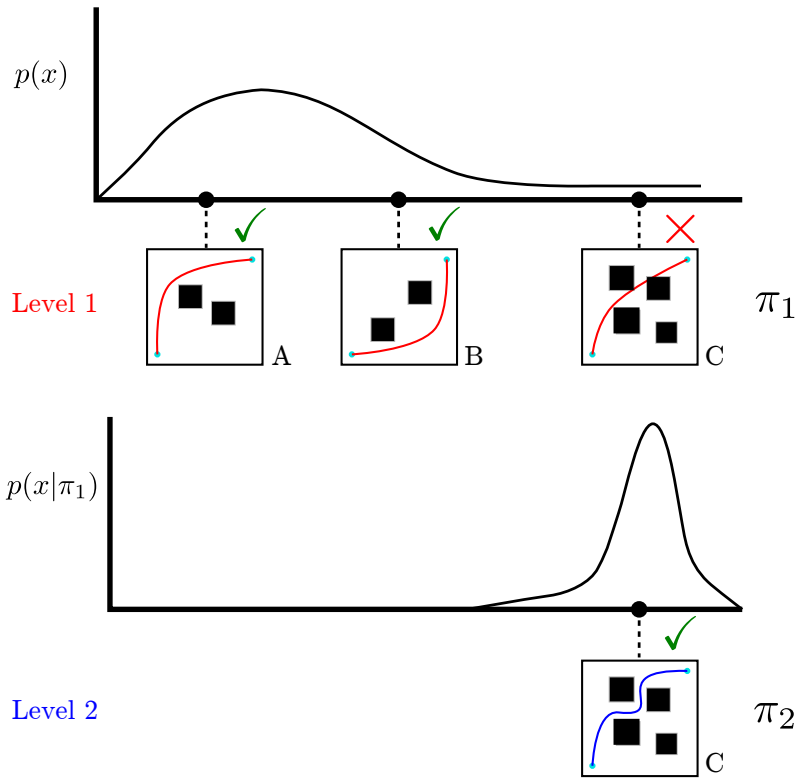 p(x)
Level 1
A
B
C
π₁
p(x|π₁)
Level 2
C
π₂